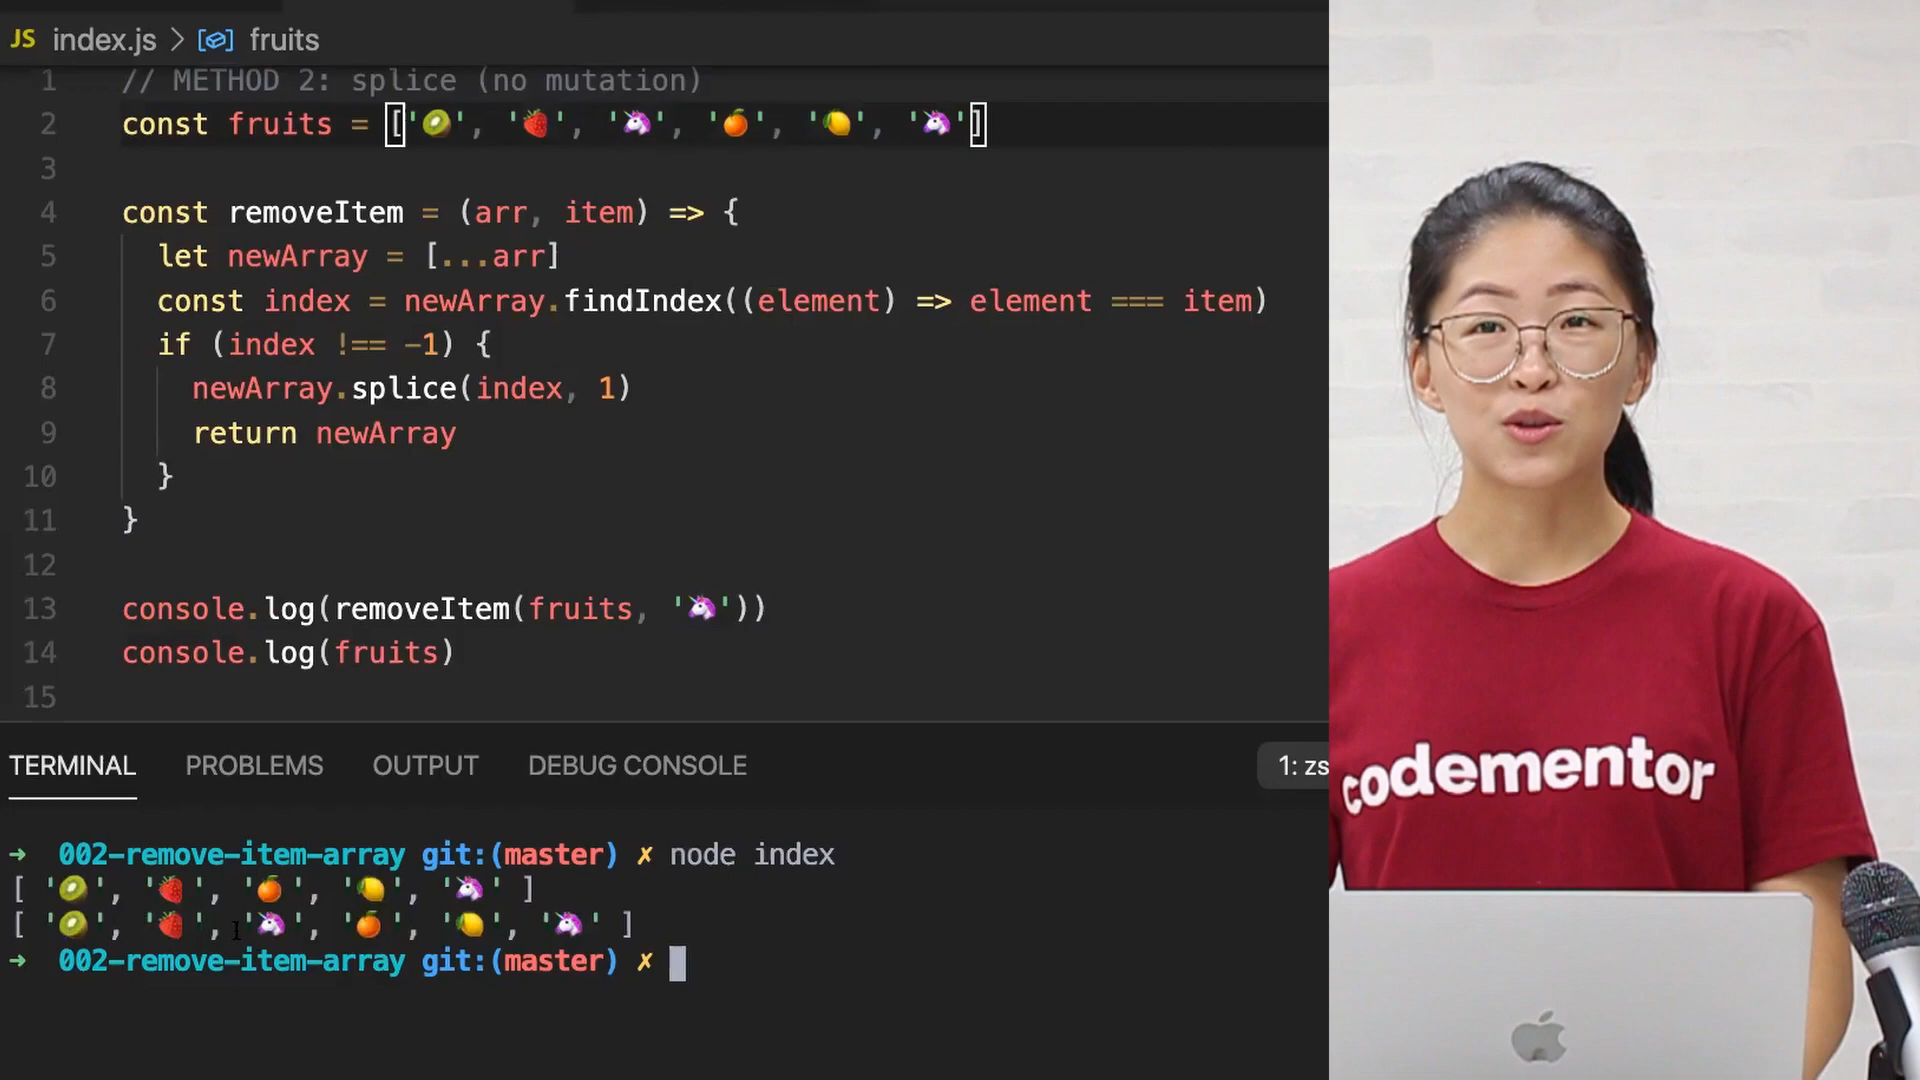 JS index.js > fruits
1 // METHOD 2: splice (no mutation)
2 const fruits = ['🥝', '🍓', '🦄', '🍊', '🍋', '🦄']
3
4 const removeItem = (arr, item) => {
5 let newArray = [...arr]
6 const index = newArray.findIndex((element) => element === item)
7 if (index !== -1) {
8 newArray.splice(index, 1)
9 return newArray
10 }
11 }
12
13 console.log(removeItem(fruits, '🦄'))
14 console.log(fruits)
15
TERMINAL PROBLEMS OUTPUT DEBUG CONSOLE 1: zs
→ 002-remove-item-array git:(master) ✗ node index
[ '🥝', '🍓', '🍊', '🍋', '🦄' ]
[ '🥝', '🍓', '🦄', '🍊', '🍋', '🦄' ]
→ 002-remove-item-array git:(master) ✗
codementor